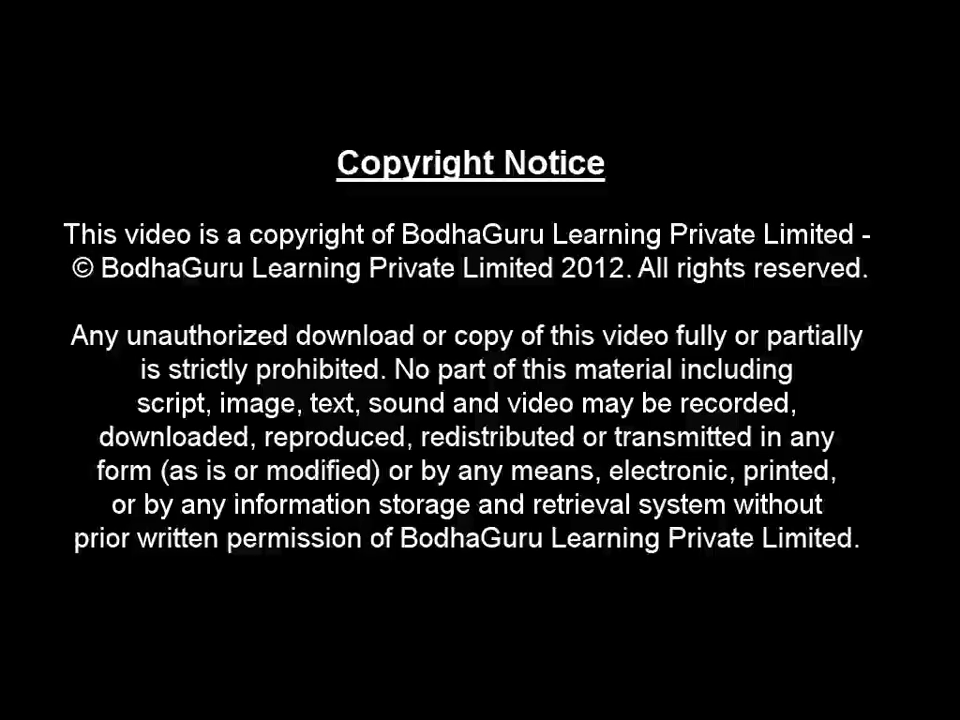 Copyright Notice
This video is a copyright of BodhaGuru Learning Private Limited -
© BodhaGuru Learning Private Limited 2012. All rights reserved.
Any unauthorized download or copy of this video fully or partially
is strictly prohibited. No part of this material including
script, image, text, sound and video may be recorded,
downloaded, reproduced, redistributed or transmitted in any
form (as is or modified) or by any means, electronic, printed,
or by any information storage and retrieval system without
prior written permission of BodhaGuru Learning Private Limited.